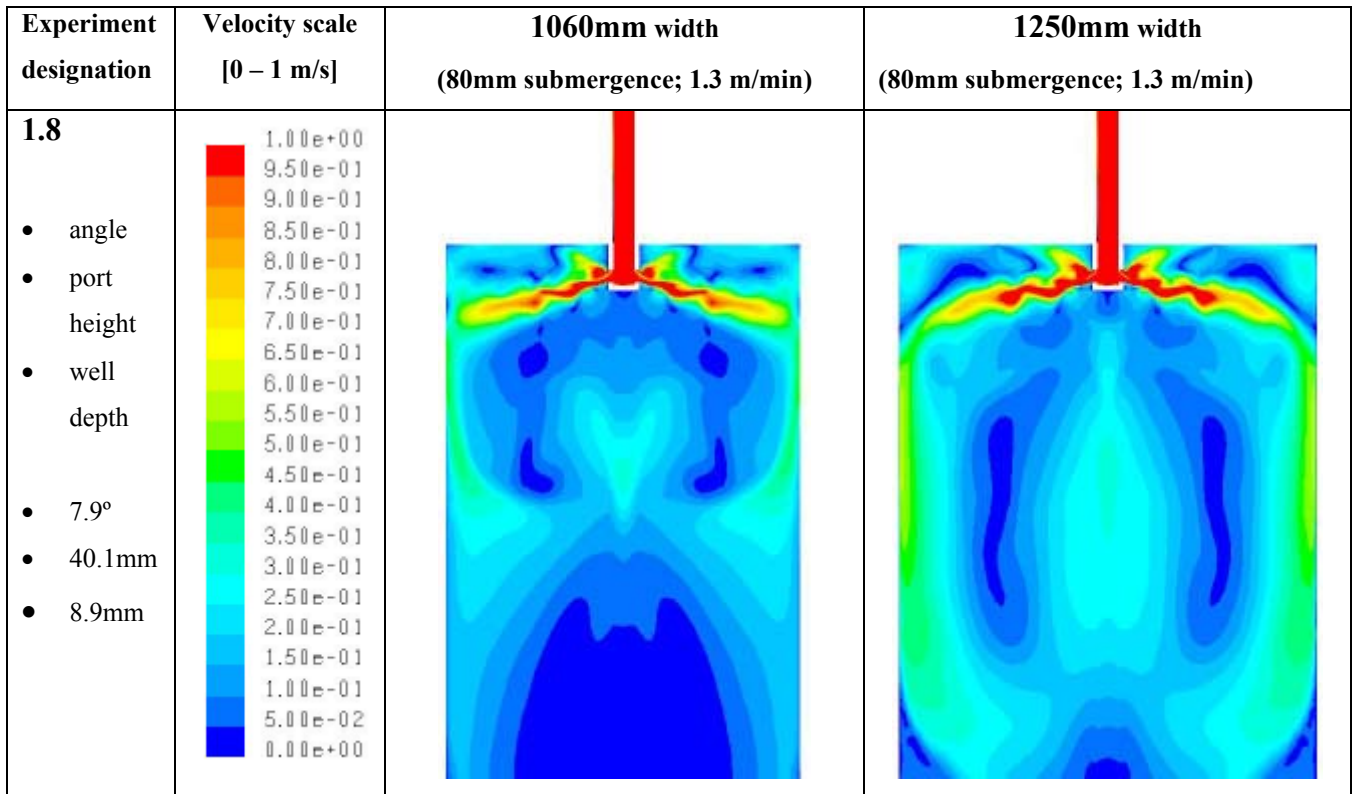 Experiment designation
Velocity scale
[0 – 1 m/s]
1060mm width
(80mm submergence; 1.3 m/min)
1250mm width
(80mm submergence; 1.3 m/min)
1.8
• angle
• port
height
• well
depth
• 7.9º
• 40.1mm
• 8.9mm
1.00e+00
9.50e-01
9.00e-01
8.50e-01
8.00e-01
7.50e-01
7.00e-01
6.50e-01
6.00e-01
5.50e-01
5.00e-01
4.50e-01
4.00e-01
3.50e-01
3.00e-01
2.50e-01
2.00e-01
1.50e-01
1.00e-01
5.00e-02
0.00e+00